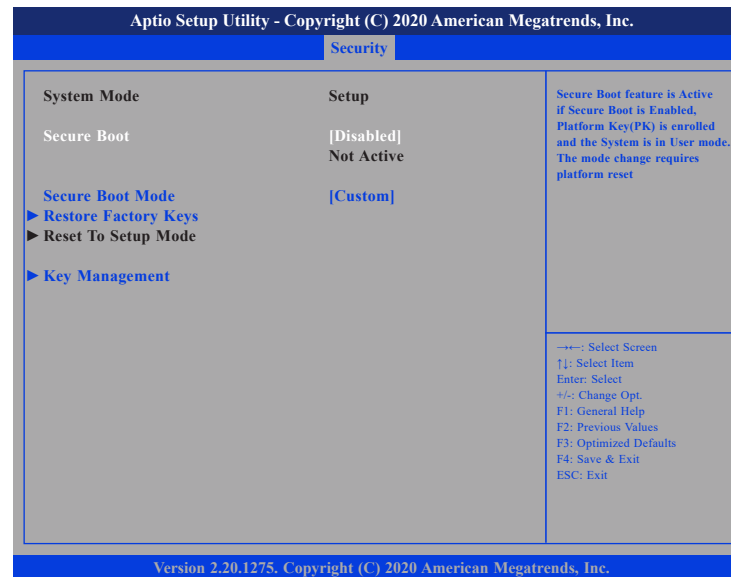 Aptio Setup Utility - Copyright (C) 2020 American Megatrends, Inc.
Security
System Mode Setup
Secure Boot [Disabled]
Not Active
Secure Boot Mode [Custom]
▶ Restore Factory Keys
▶ Reset To Setup Mode
▶ Key Management
Secure Boot feature is Active
if Secure Boot is Enabled,
Platform Key(PK) is enrolled
and the System is in User mode.
The mode change requires
platform reset
→←: Select Screen
↑↓: Select Item
Enter: Select
+/-: Change Opt.
F1: General Help
F2: Previous Values
F3: Optimized Defaults
F4: Save & Exit
ESC: Exit
Version 2.20.1275. Copyright (C) 2020 American Megatrends, Inc.